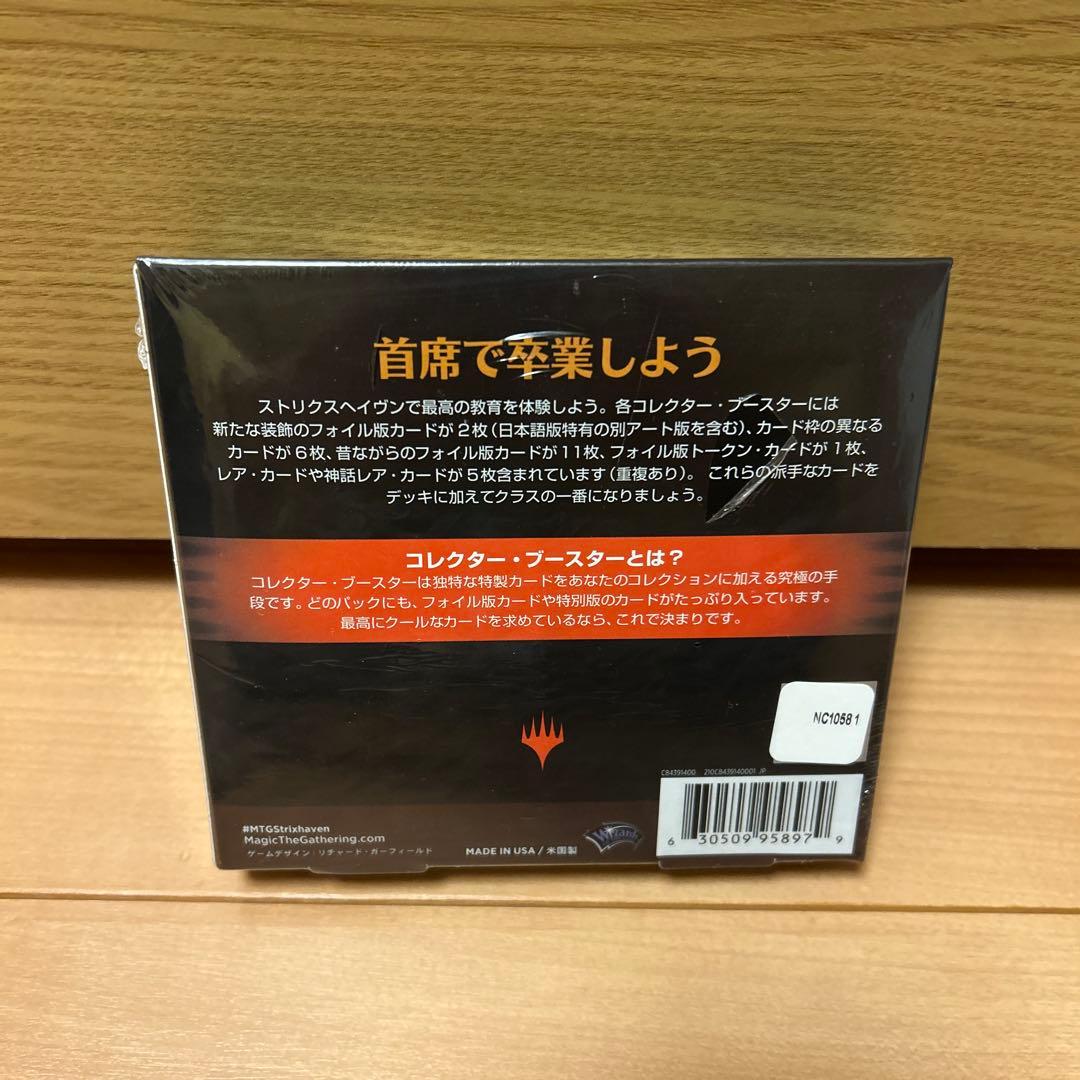 首席で卒業しよう
ストリクスヘイヴンで最高の教育を体験しよう。各コレクター・ブースターには
新たな装飾のフォイル版カードが2枚(日本語版特有の別アート版を含む)、カード枠の異なる
カードが6枚、昔ながらのフォイル版カードが11枚、フォイル版トークン・カードが1枚、
レア・カードや神話レア・カードが5枚含まれています(重複あり)。これらの派手なカードを
デッキに加えてクラスの一番になりましょう。
コレクター・ブースターとは?
コレクター・ブースターは独特な特製カードをあなたのコレクションに加える究極の手
段です。どのパックにも、フォイル版カードや特別版のカードがたっぷり入っています。
最高にクールなカードを求めているなら、これで決まりです。
NC10581
CB4391400 210CB439140001 JP
#MTGStrixhaven
MagicTheGathering.com
ゲームデザイン:リチャード・ガーフィールド
MADE IN USA / 米国製
Wizards
6 30509 95897 9